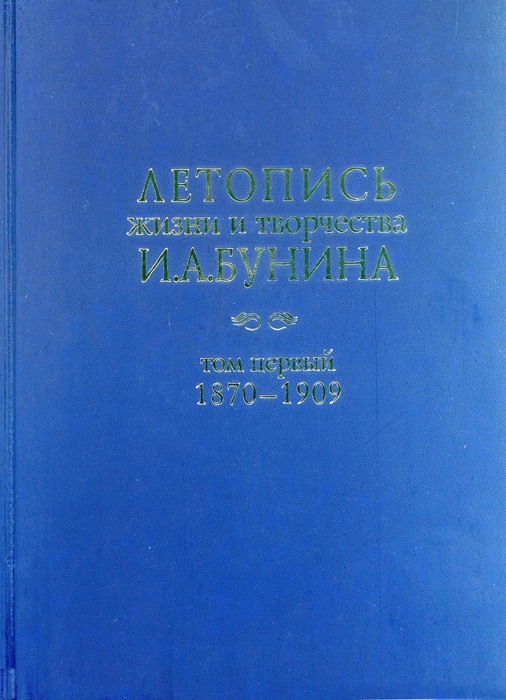 ЛЕТОПИСЬ
жизни и творчества
И.А.БУНИНА
том первый
1870–1909